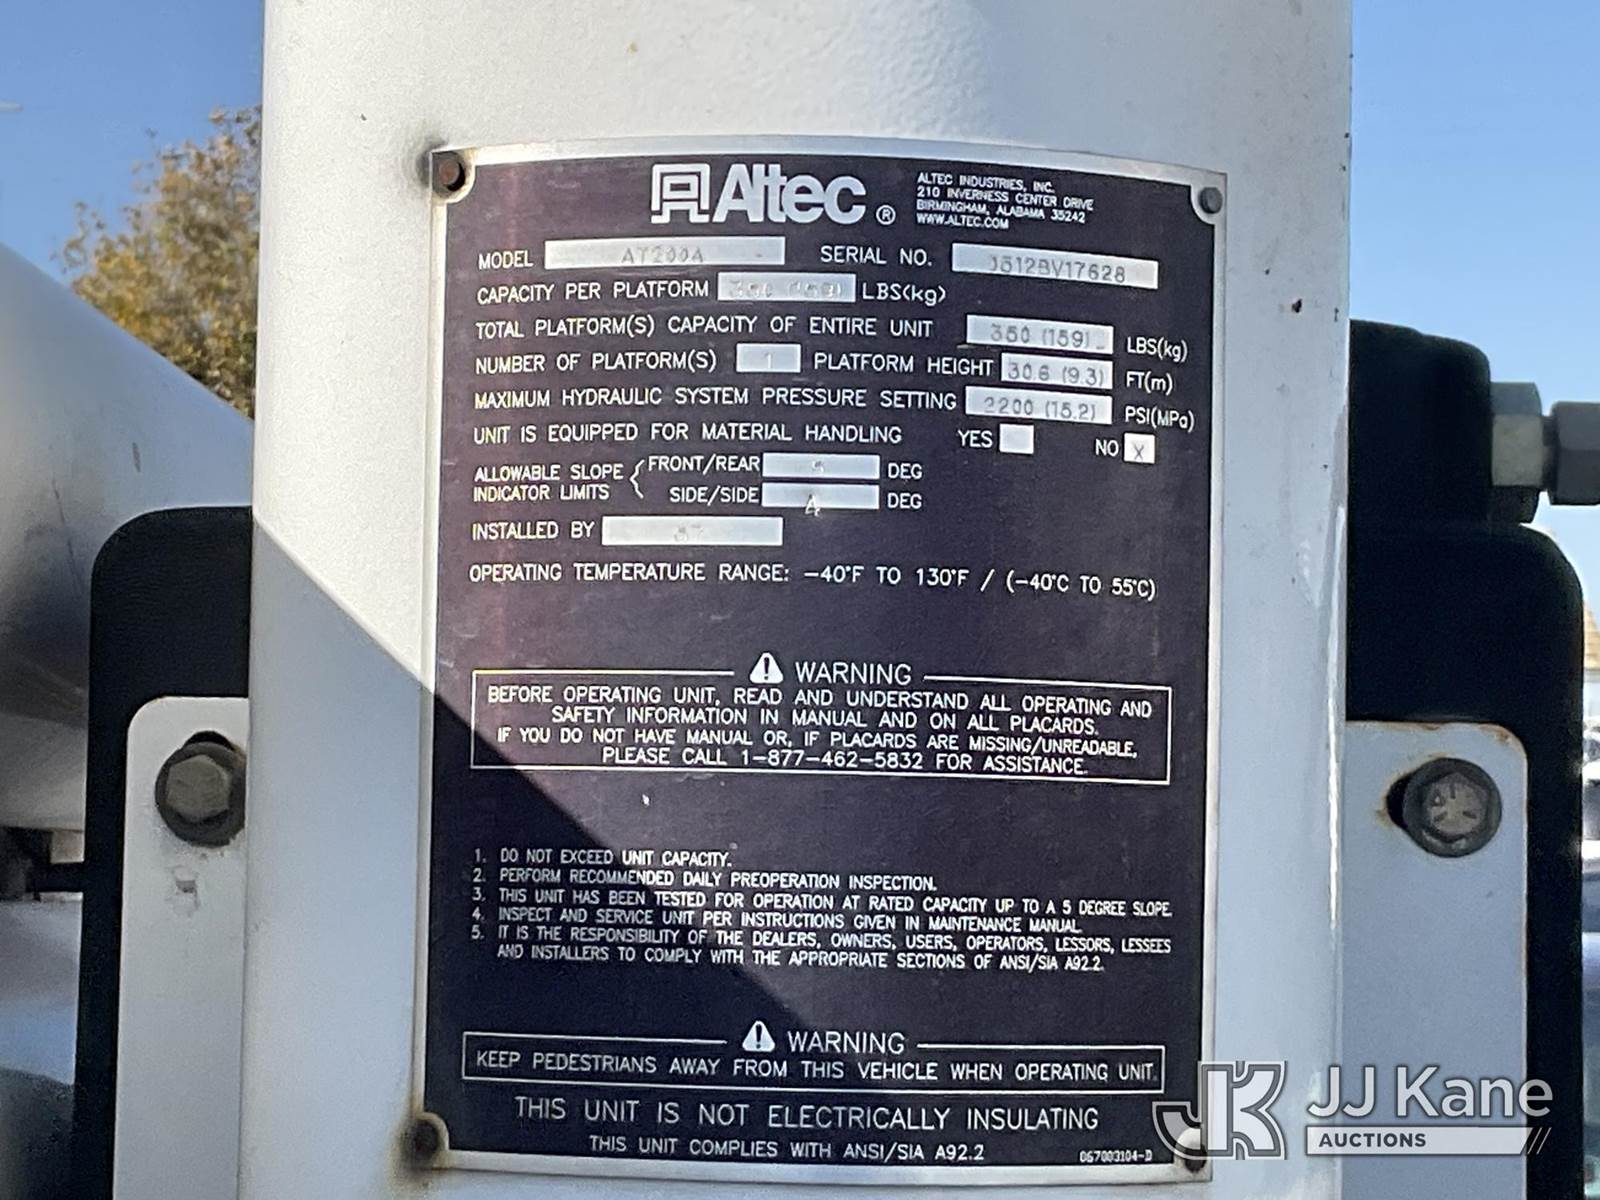 Altec ®
ALTEC INDUSTRIES, INC.
210 INVERNESS CENTER DRIVE
BIRMINGHAM, ALABAMA 35242
WWW.ALTEC.COM
MODEL AT200A SERIAL NO. 0512BV17628
CAPACITY PER PLATFORM 350 (159) LBS(kg)
TOTAL PLATFORM(S) CAPACITY OF ENTIRE UNIT 350 (159) LBS(kg)
NUMBER OF PLATFORM(S) 1 PLATFORM HEIGHT 30.6 (9.3) FT(m)
MAXIMUM HYDRAULIC SYSTEM PRESSURE SETTING 2200 (15.2) PSI(MPa)
UNIT IS EQUIPPED FOR MATERIAL HANDLING YES NO X
ALLOWABLE SLOPE INDICATOR LIMITS FRONT/REAR 5 DEG
SIDE/SIDE DEG
INSTALLED BY
OPERATING TEMPERATURE RANGE: -40°F TO 130°F / (-40°C TO 55°C)
WARNING
BEFORE OPERATING UNIT, READ AND UNDERSTAND ALL OPERATING AND
SAFETY INFORMATION IN MANUAL AND ON ALL PLACARDS.
IF YOU DO NOT HAVE MANUAL OR, IF PLACARDS ARE MISSING/UNREADABLE,
PLEASE CALL 1-877-462-5832 FOR ASSISTANCE.
1. DO NOT EXCEED UNIT CAPACITY.
2. PERFORM RECOMMENDED DAILY PREOPERATION INSPECTION.
3. THIS UNIT HAS BEEN TESTED FOR OPERATION AT RATED CAPACITY UP TO A 5 DEGREE SLOPE.
4. INSPECT AND SERVICE UNIT PER INSTRUCTIONS GIVEN IN MAINTENANCE MANUAL.
5. IT IS THE RESPONSIBILITY OF THE DEALERS, OWNERS, USERS, OPERATORS, LESSORS, LESSEES
AND INSTALLERS TO COMPLY WITH THE APPROPRIATE SECTIONS OF ANSI/SIA A92.2.
WARNING
KEEP PEDESTRIANS AWAY FROM THIS VEHICLE WHEN OPERATING UNIT.
THIS UNIT IS NOT ELECTRICALLY INSULATING
THIS UNIT COMPLIES WITH ANSI/SIA A92.2
067003104-D
JK JJ Kane
AUCTIONS